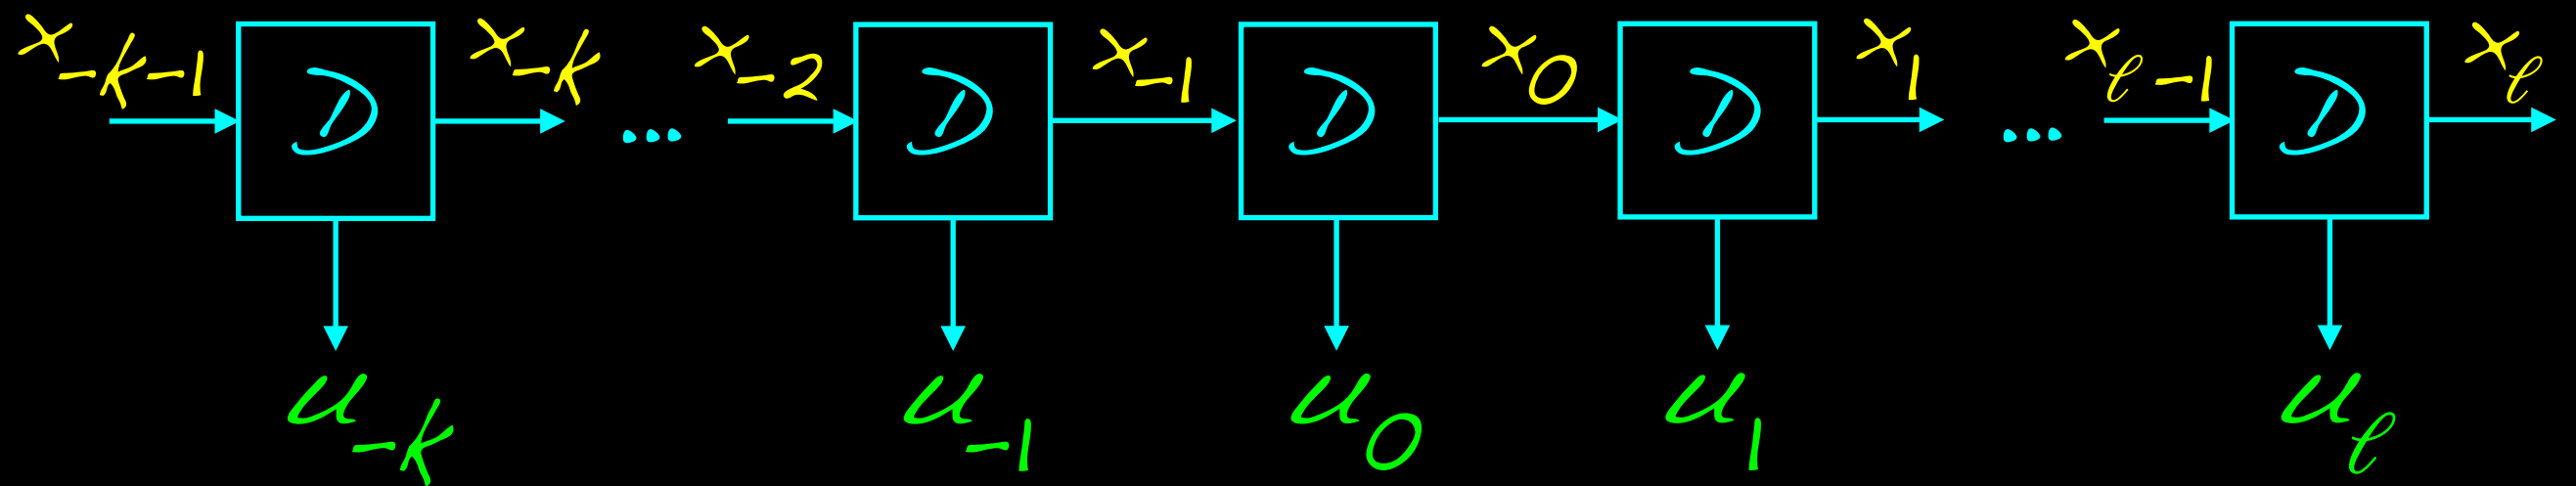 x_{-k-1} D x_{-k} ... x_{-2} D x_{-1} D x_0 D x_1 ... x_{ℓ-1} D x_ℓ
u_{-k} u_{-1} u_0 u_1 u_ℓ